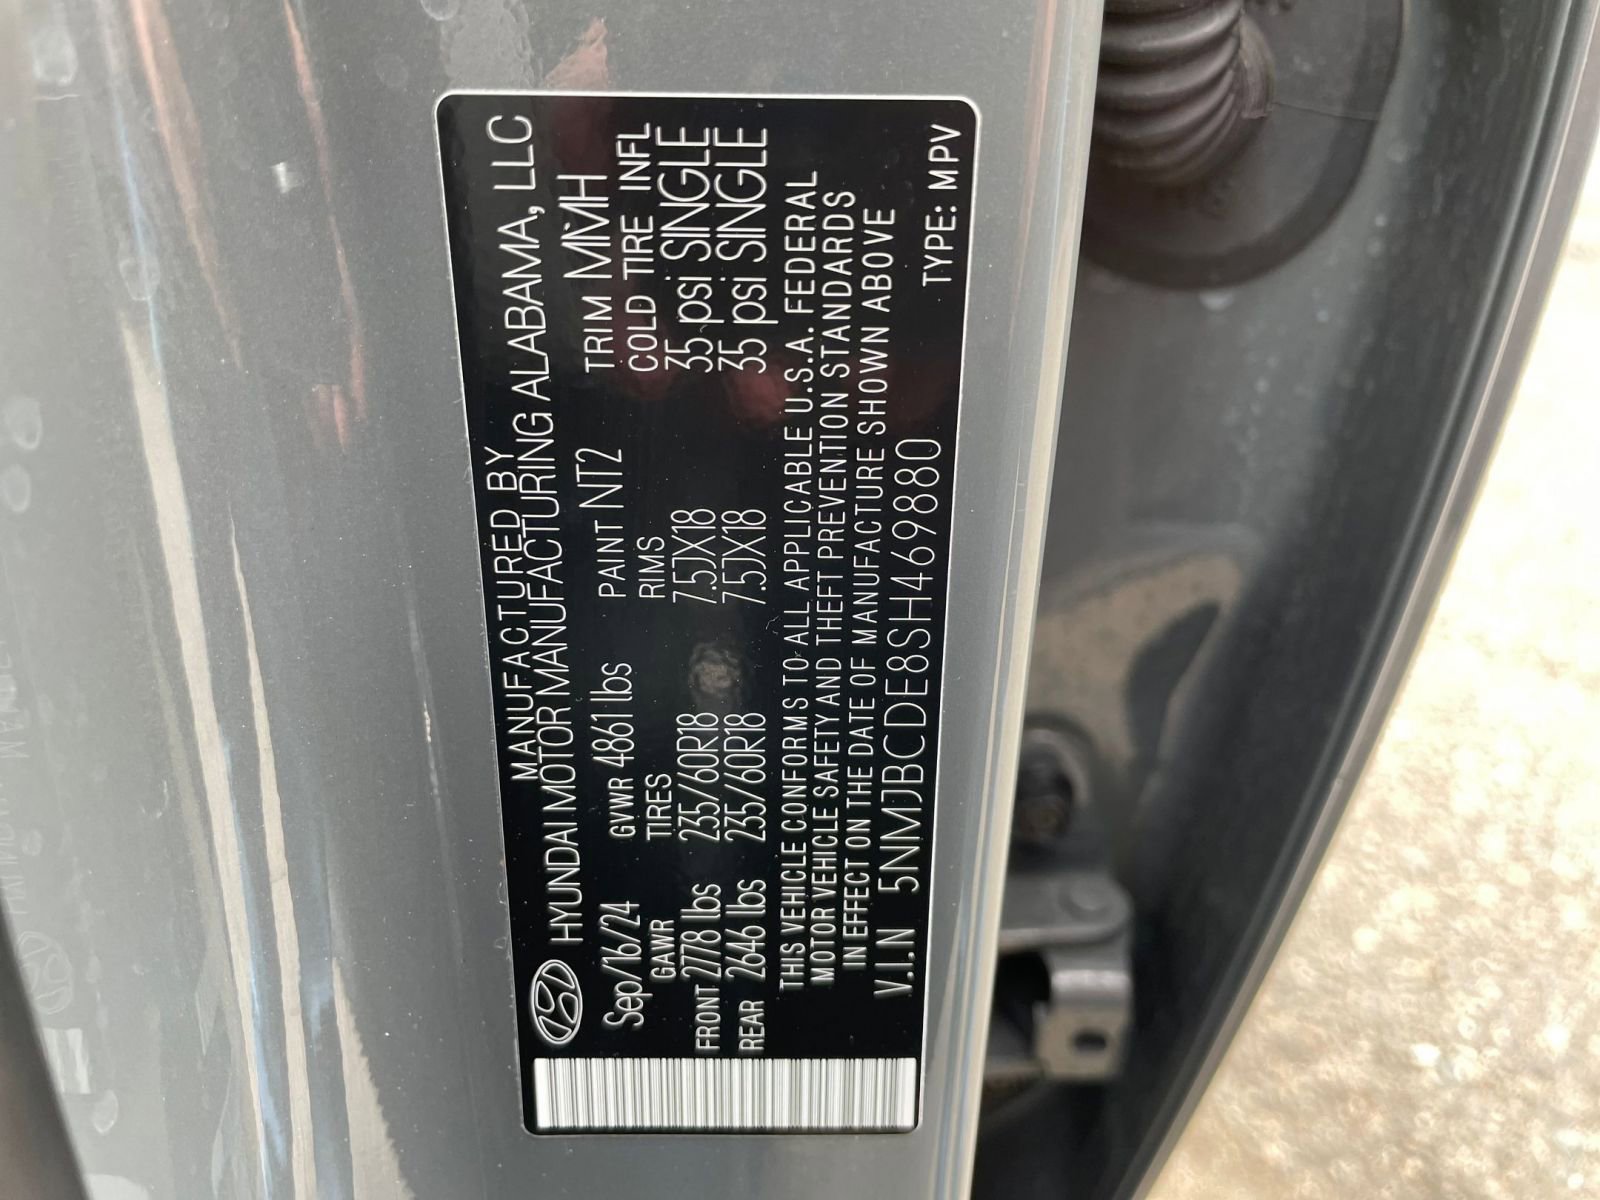 MANUFACTURED BY
HYUNDAI MOTOR MANUFACTURING ALABAMA, LLC
Sep/16/24 GVWR 4861 lbs PAINT NT2 TRIM MMH
GAWR TIRES RIMS COLD TIRE INFL
FRONT 2778 lbs 235/60R18 7.5JX18 35 psi SINGLE
REAR 2646 lbs 235/60R18 7.5JX18 35 psi SINGLE
THIS VEHICLE CONFORMS TO ALL APPLICABLE U.S.A. FEDERAL
MOTOR VEHICLE SAFETY AND THEFT PREVENTION STANDARDS
IN EFFECT ON THE DATE OF MANUFACTURE SHOWN ABOVE
V.I.N 5NMJBCDE8SH469880
TYPE: MPV